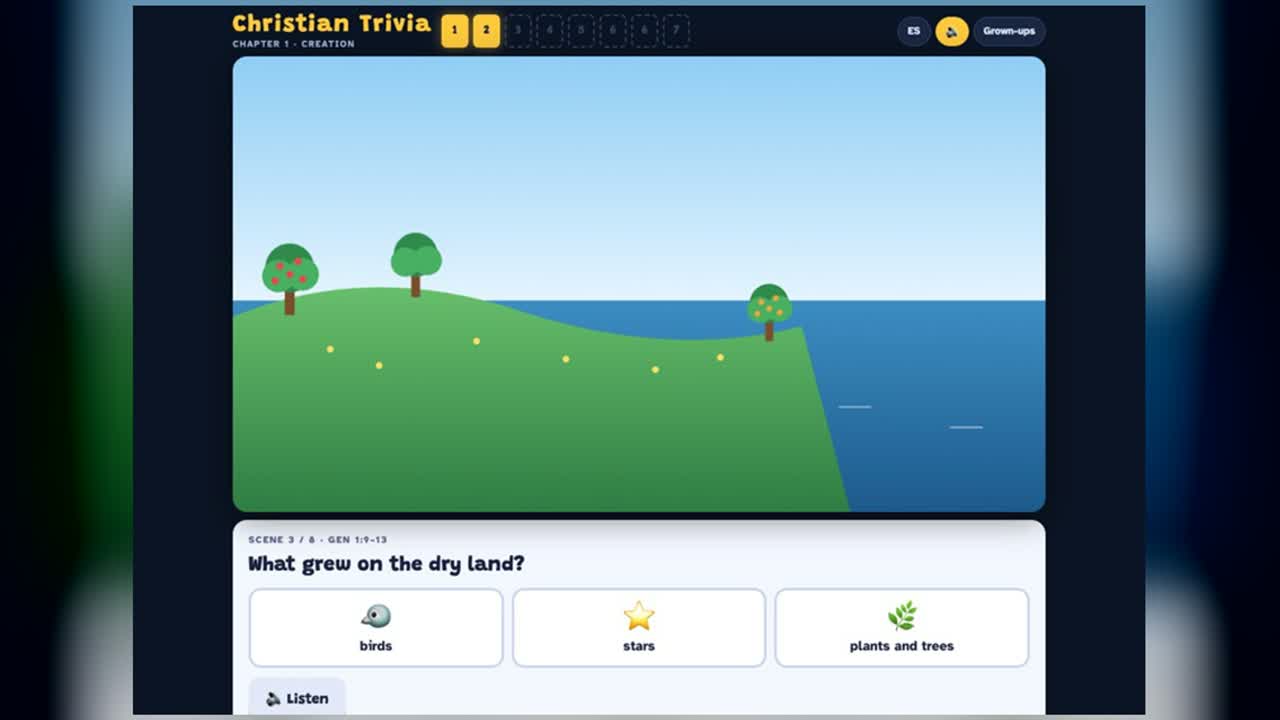 Christian Trivia
CHAPTER 1 · CREATION
1 2 3 4 5 6 6 7
ES
Grown-ups
SCENE 3 / 8 · GEN 1:9–13
What grew on the dry land?
birds
stars
plants and trees
Listen